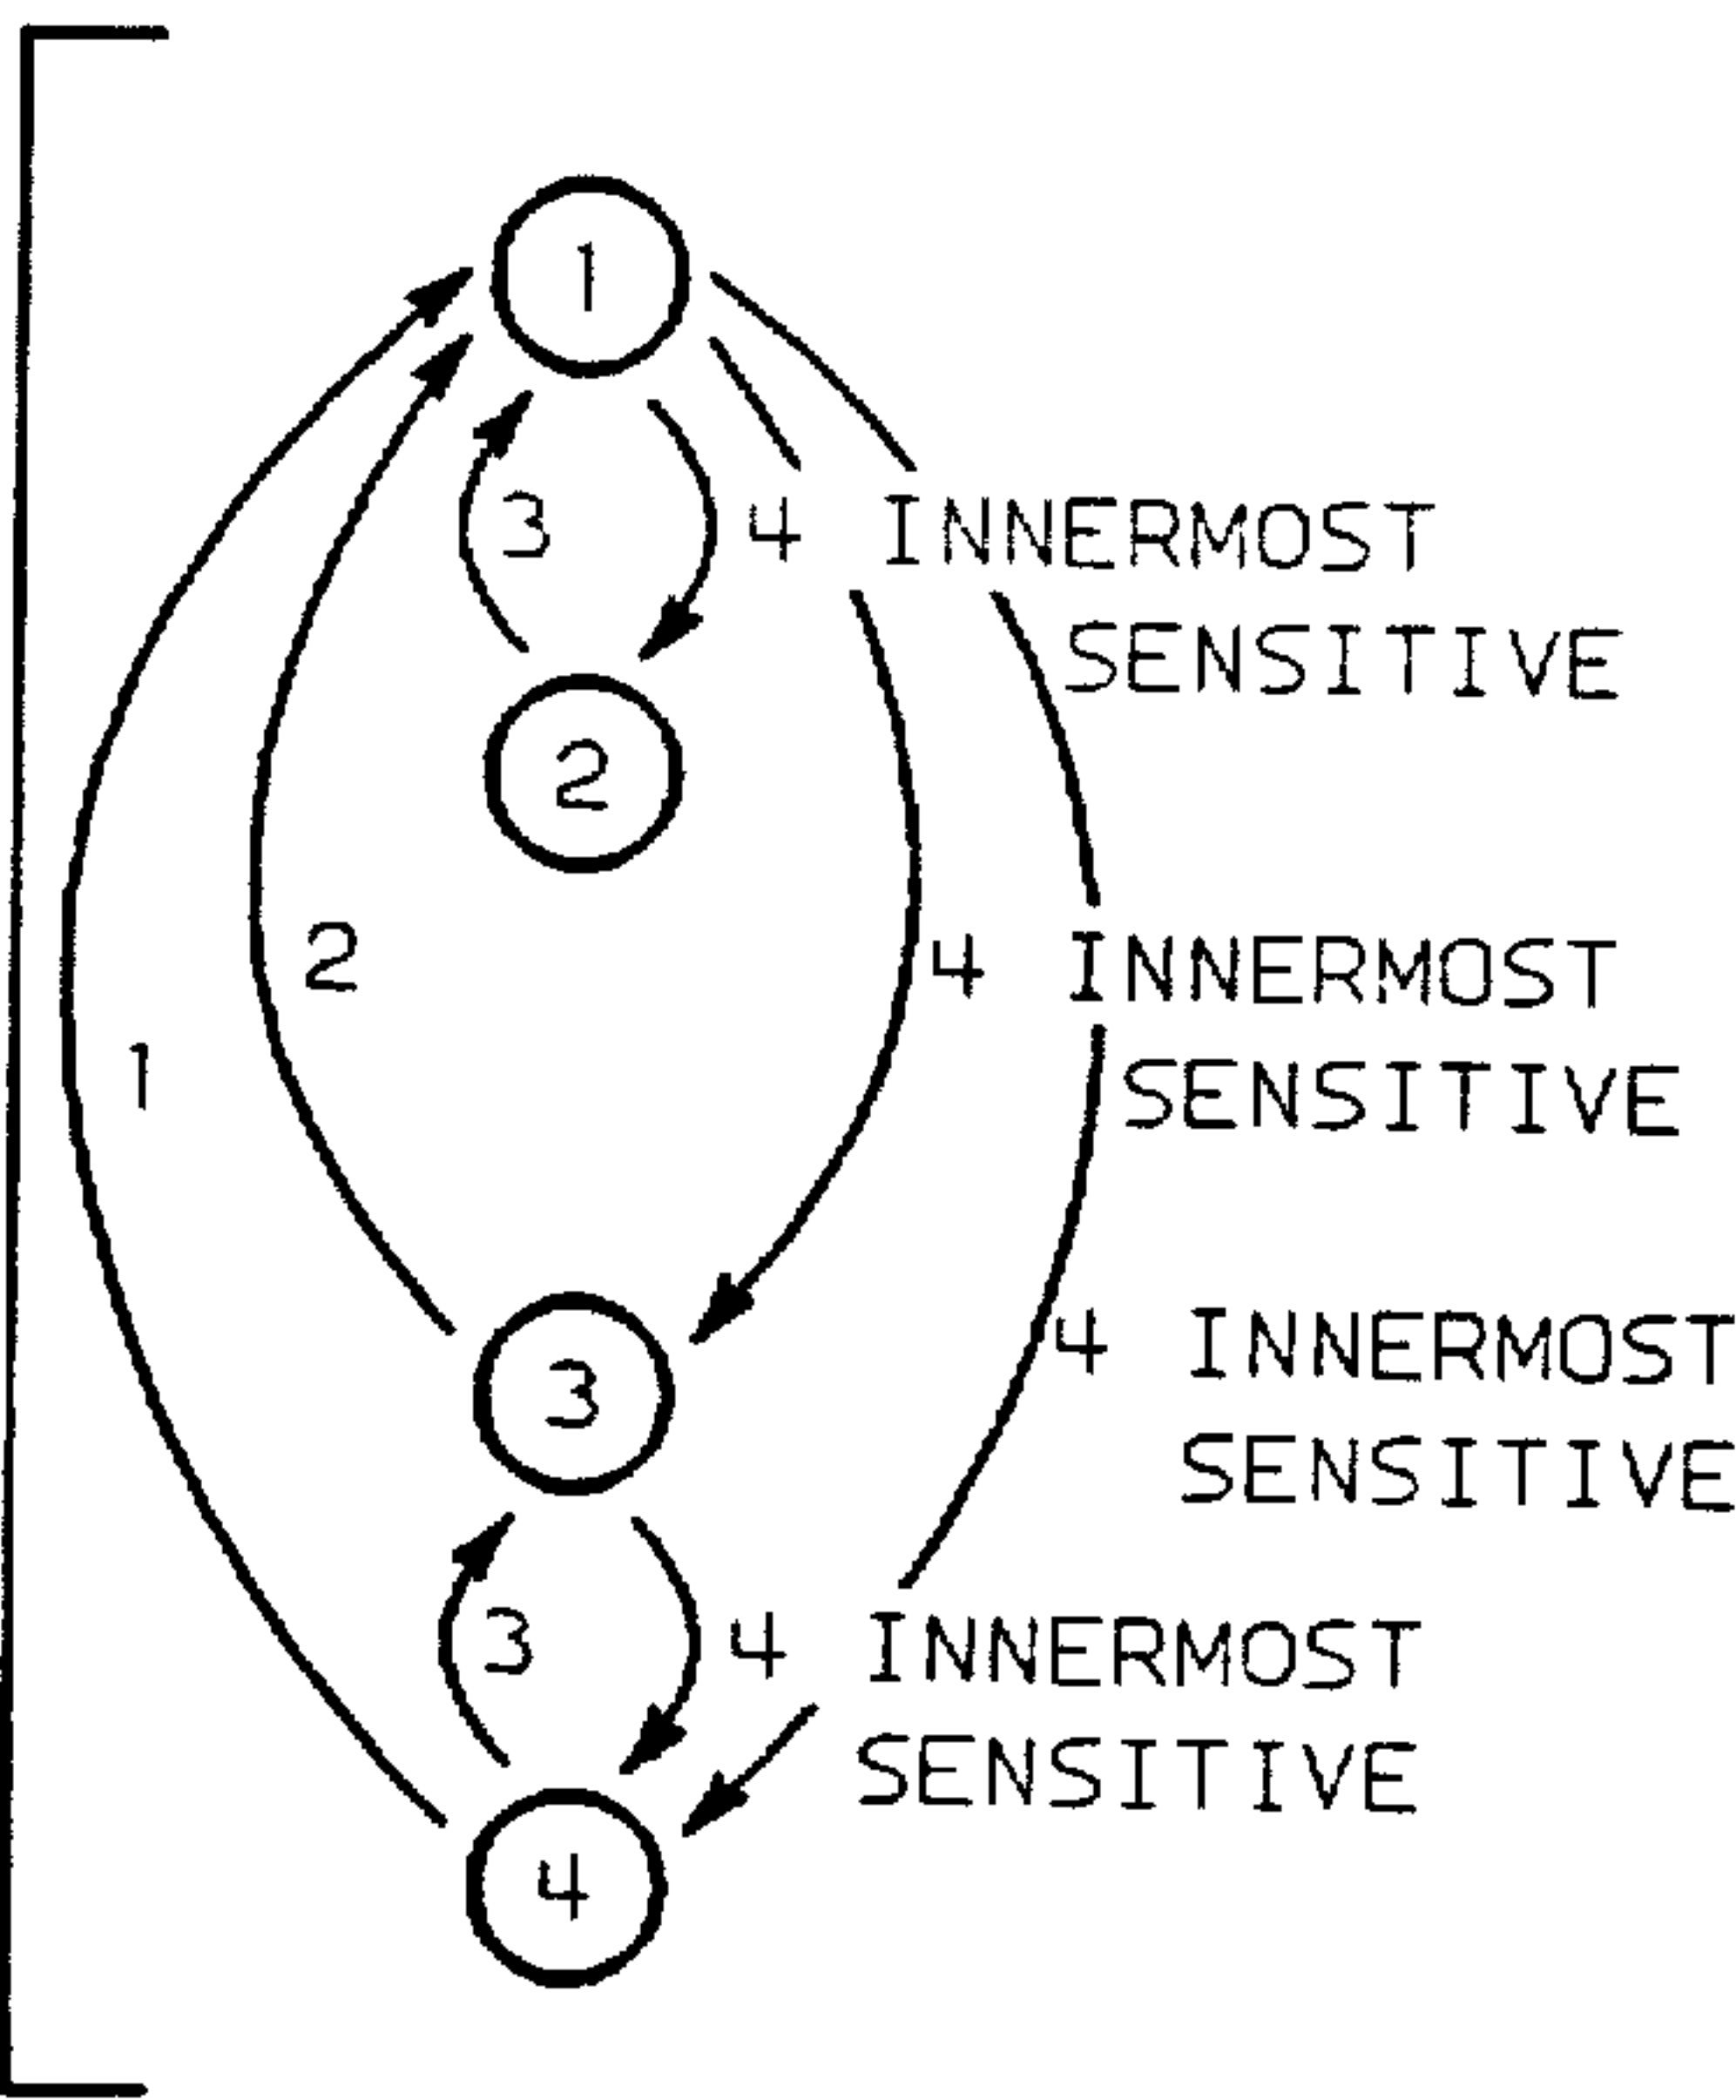 1
3 4 INNERMOST
SENSITIVE
2
2 4 INNERMOST
SENSITIVE
1
4 INNERMOST
3
SENSITIVE
3 4 INNERMOST
SENSITIVE
4